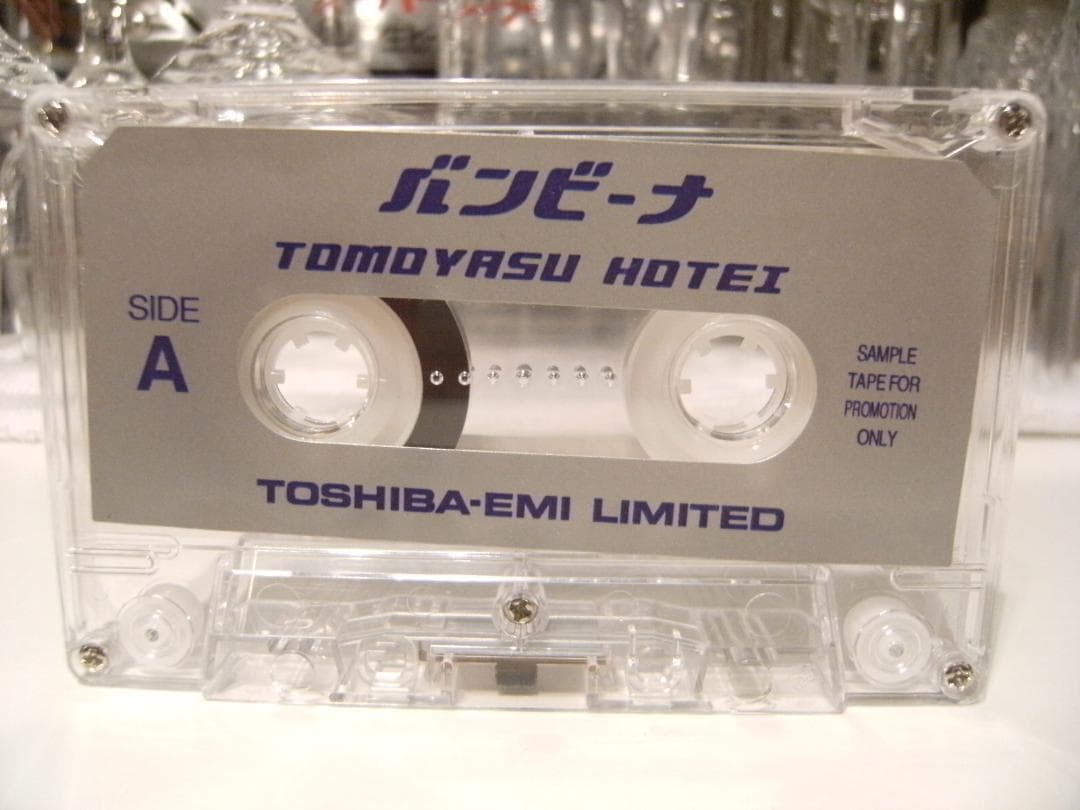 バンビーナ
TOMOYASU HOTEI
SIDE
A
SAMPLE
TAPE FOR
PROMOTION
ONLY
TOSHIBA-EMI LIMITED